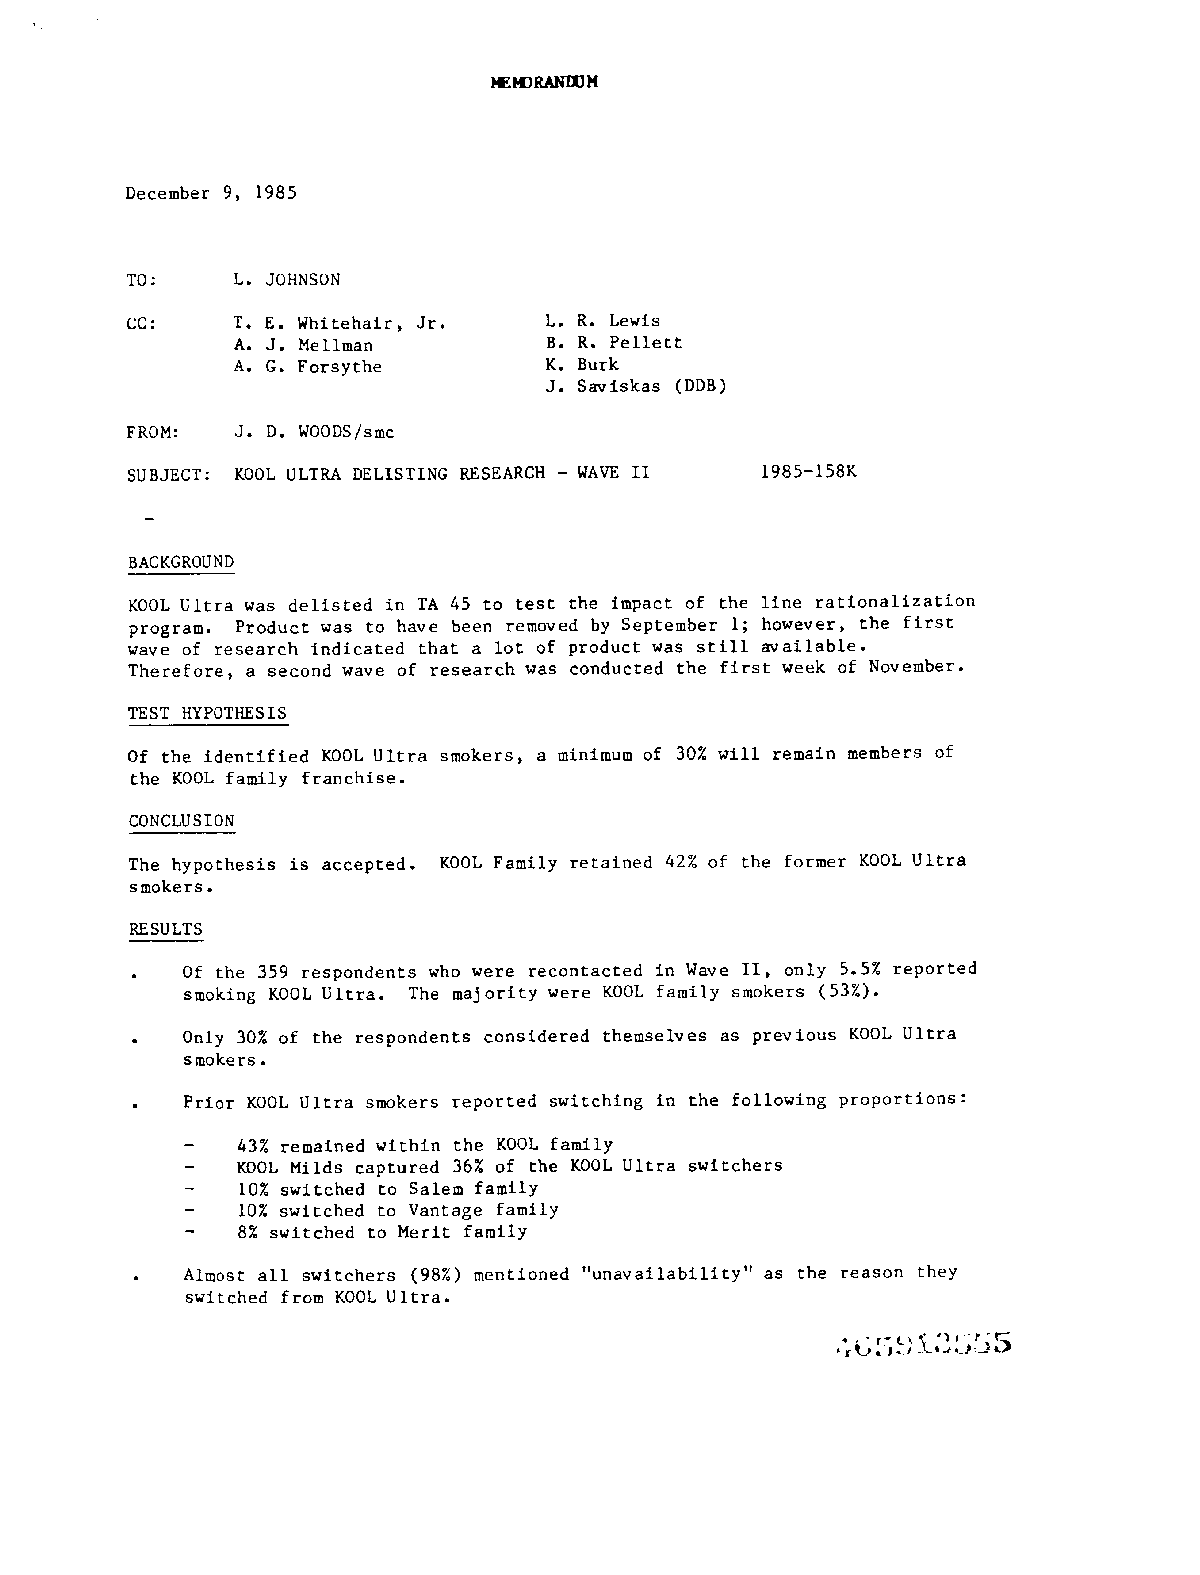 MEMORANDUM
December 9, 1985
TO: L. JOHNSON
CC: T. E. Whitehair, Jr. L. R. Lewis
A. J. Mellman B. R. Pellett
A. G. Forsythe K. Burk
J. Saviskas (DDB)
FROM: J. D. WOODS/smc
SUBJECT: KOOL ULTRA DELISTING RESEARCH - WAVE II 1985-158K
-
BACKGROUND
KOOL Ultra was delisted in TA 45 to test the impact of the line rationalization
program. Product was to have been removed by September 1; however, the first
wave of research indicated that a lot of product was still available.
Therefore, a second wave of research was conducted the first week of November.
TEST HYPOTHESIS
Of the identified KOOL Ultra smokers, a minimum of 30% will remain members of
the KOOL family franchise.
CONCLUSION
The hypothesis is accepted. KOOL Family retained 42% of the former KOOL Ultra
smokers.
RESULTS
. Of the 359 respondents who were recontacted in Wave II, only 5.5% reported
smoking KOOL Ultra. The majority were KOOL family smokers (53%).
. Only 30% of the respondents considered themselves as previous KOOL Ultra
smokers.
. Prior KOOL Ultra smokers reported switching in the following proportions:
- 43% remained within the KOOL family
- KOOL Milds captured 36% of the KOOL Ultra switchers
- 10% switched to Salem family
- 10% switched to Vantage family
- 8% switched to Merit family
. Almost all switchers (98%) mentioned "unavailability" as the reason they
switched from KOOL Ultra.